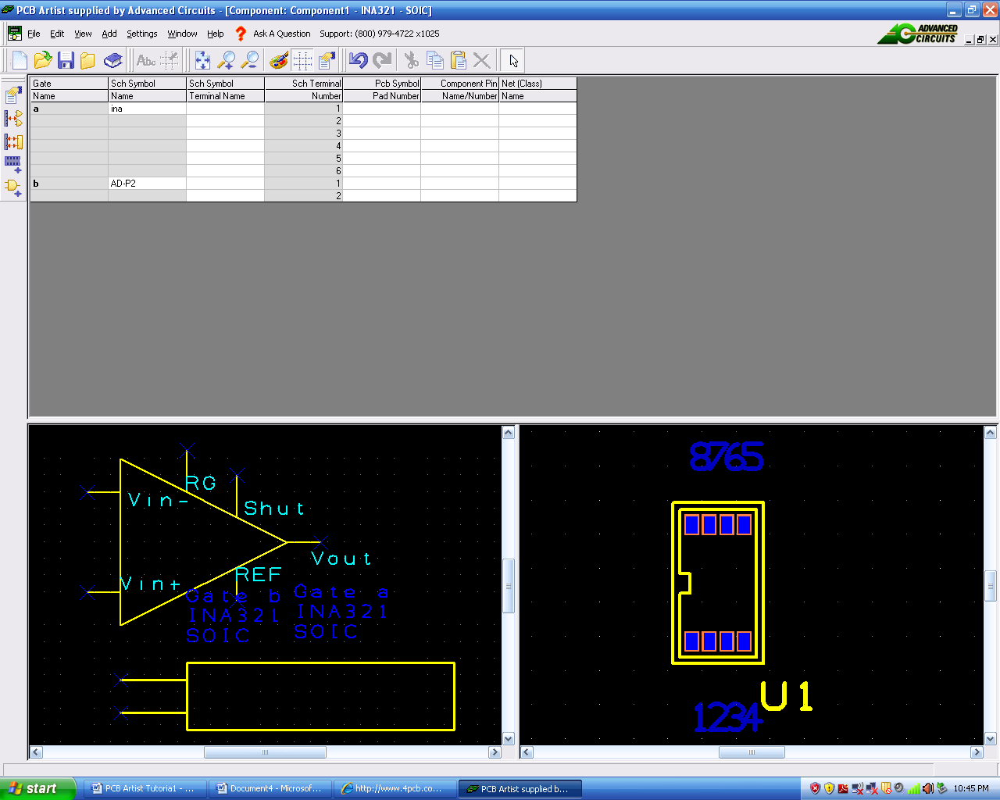 PCB Artist supplied by Advanced Circuits - [Component: Component1 - INA321 - SOIC]
File Edit View Add Settings Window Help ? Ask A Question Support: (800) 979-4722 x1025
ADVANCED
CIRCUITS
Abc
Gate Sch Symbol Sch Symbol Sch Terminal Pcb Symbol Component Pin Net (Class)
Name Name Terminal Name Number Pad Number Name/Number Name
a ina 1
2
3
4
5
6
b AD-P2 1
2
RG
Vin-
Shut
Vout
REF
Vin+
Gate b Gate a
INA321 INA321
SOIC SOIC
8765
U1
1234
start PCB Artist Tutoria1 - ... Document4 - Microsof... http://www.4pcb.co... PCB Artist supplied b... 10:45 PM